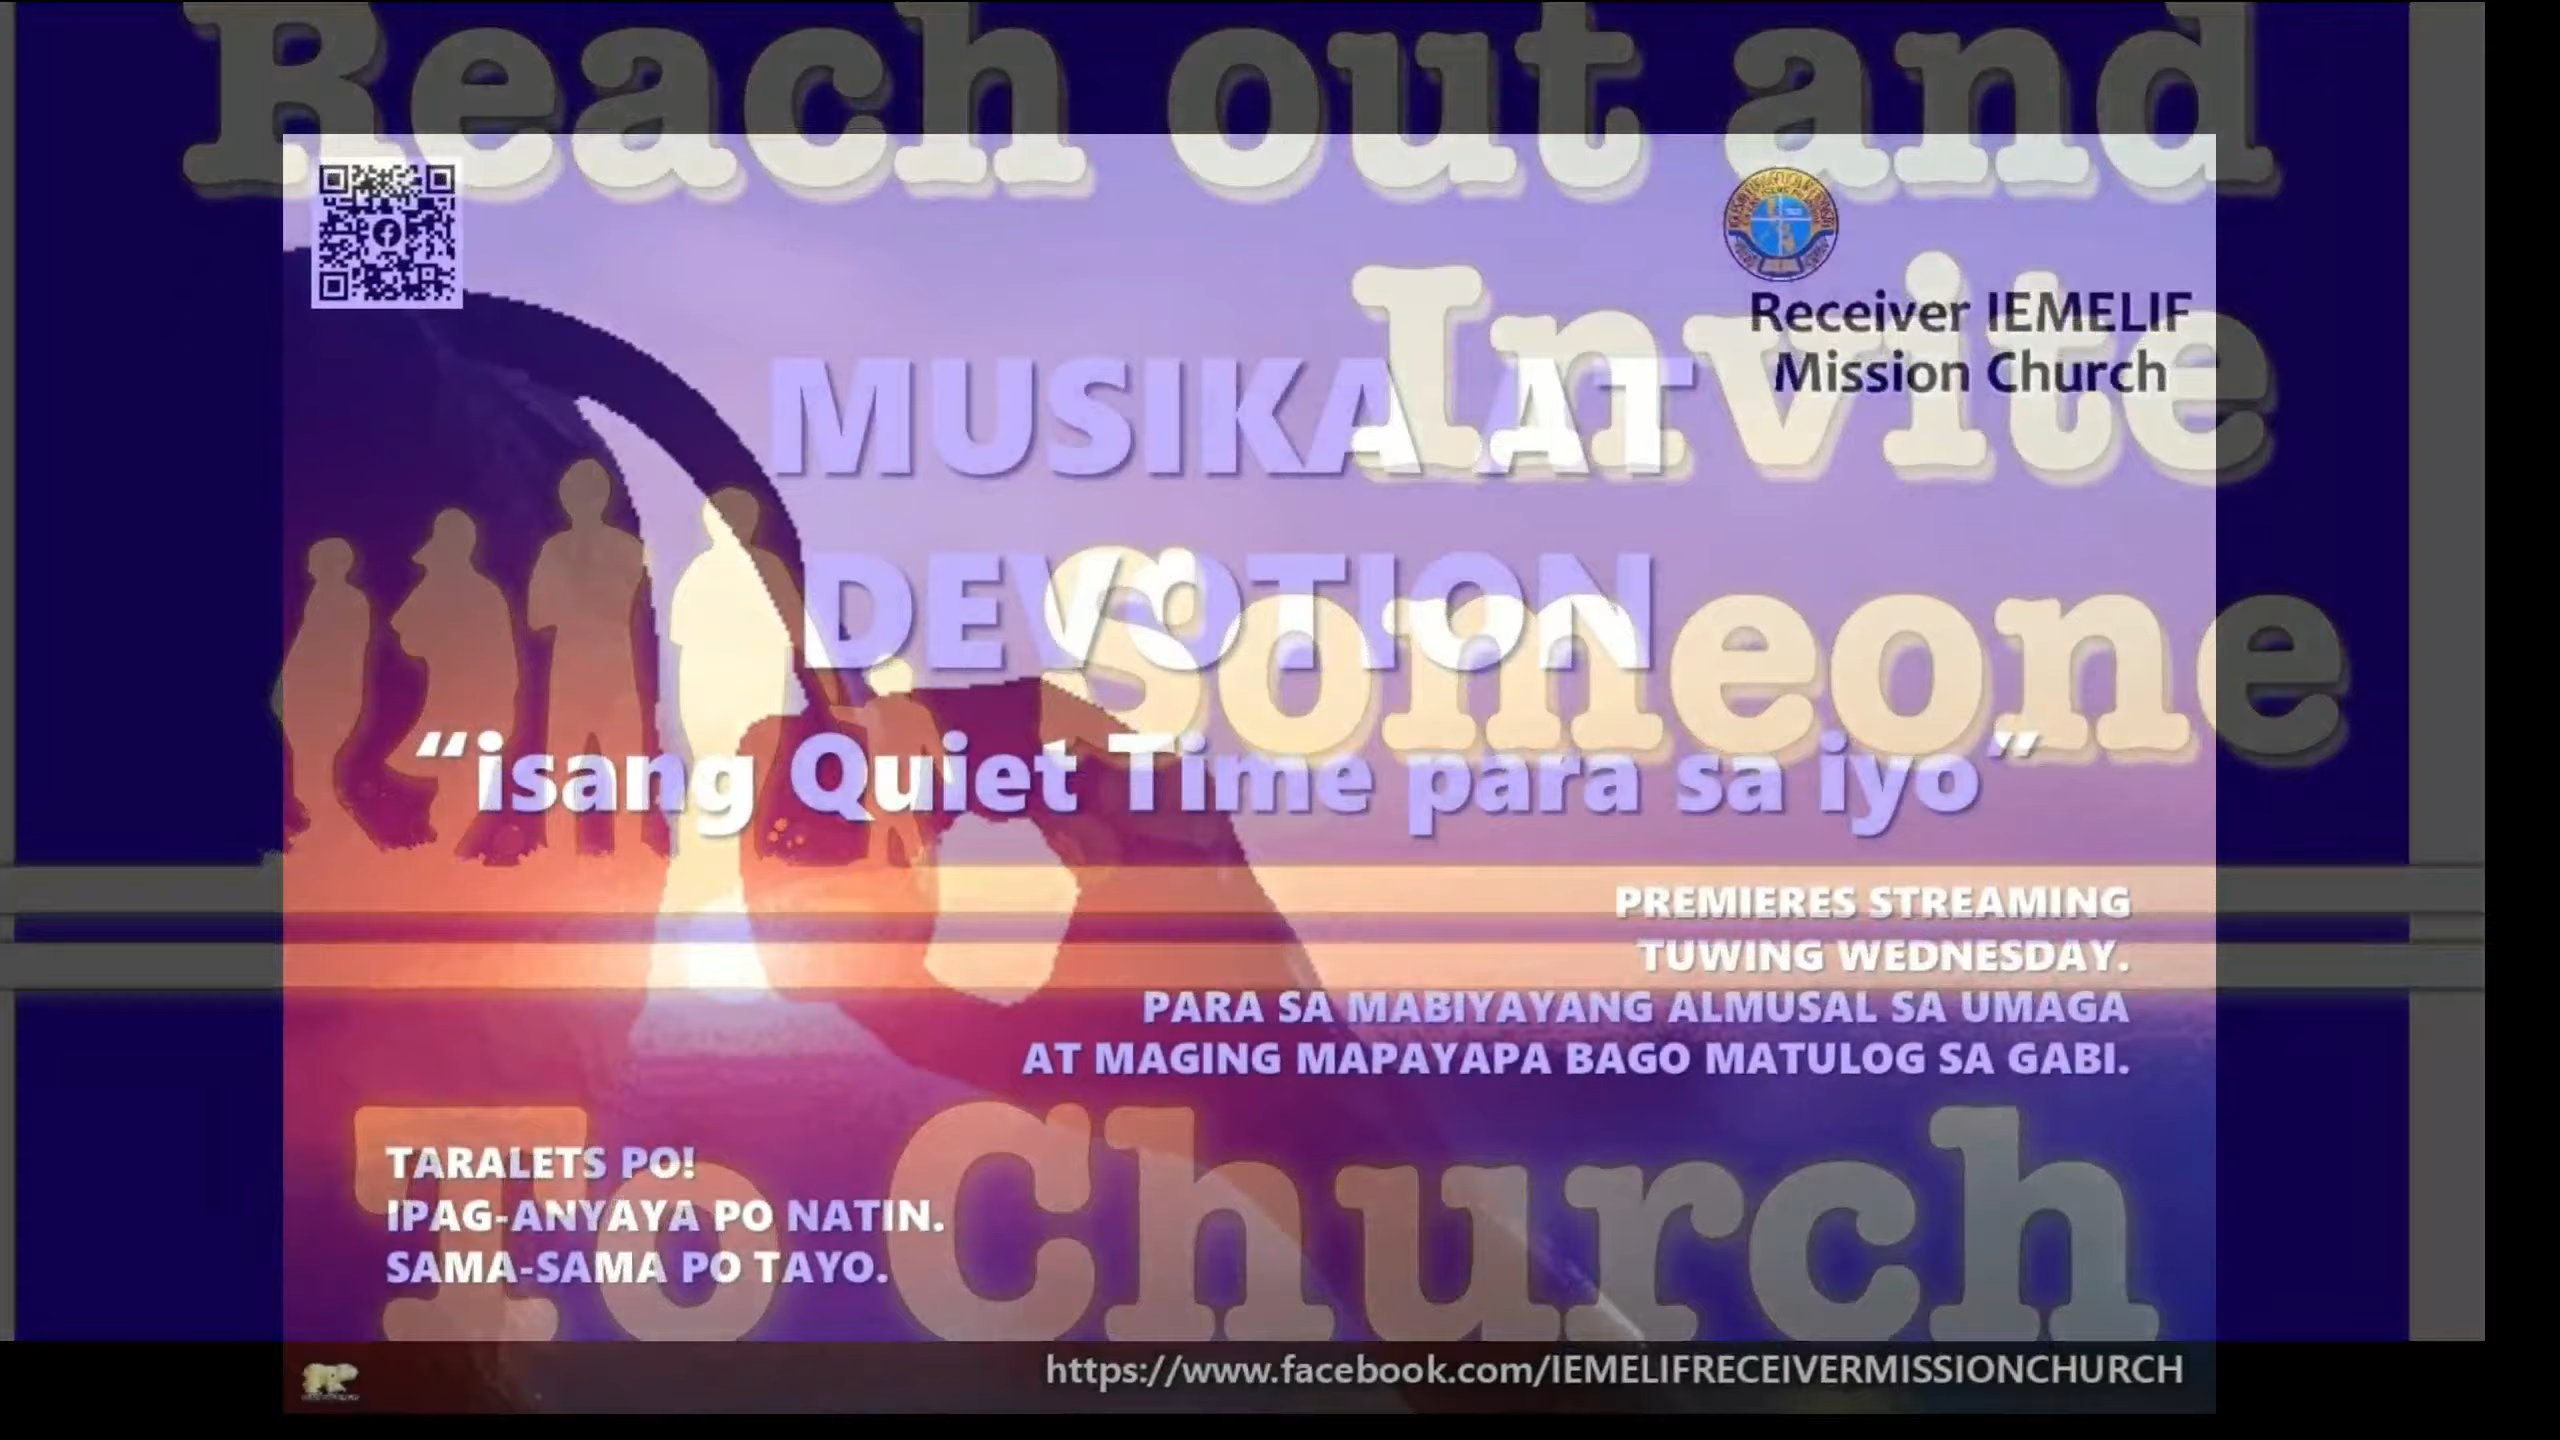 Reach out and
Invite
Someone
To Church
Receiver IEMELIF
Mission Church
MUSIKA AT
DEVOTION
“isang Quiet Time para sa iyo”
PREMIERES STREAMING
TUWING WEDNESDAY.
PARA SA MABIYAYANG ALMUSAL SA UMAGA
AT MAGING MAPAYAPA BAGO MATULOG SA GABI.
TARALETS PO!
IPAG-ANYAYA PO NATIN.
SAMA-SAMA PO TAYO.
https://www.facebook.com/IEMELIFRECEIVERMISSIONCHURCH